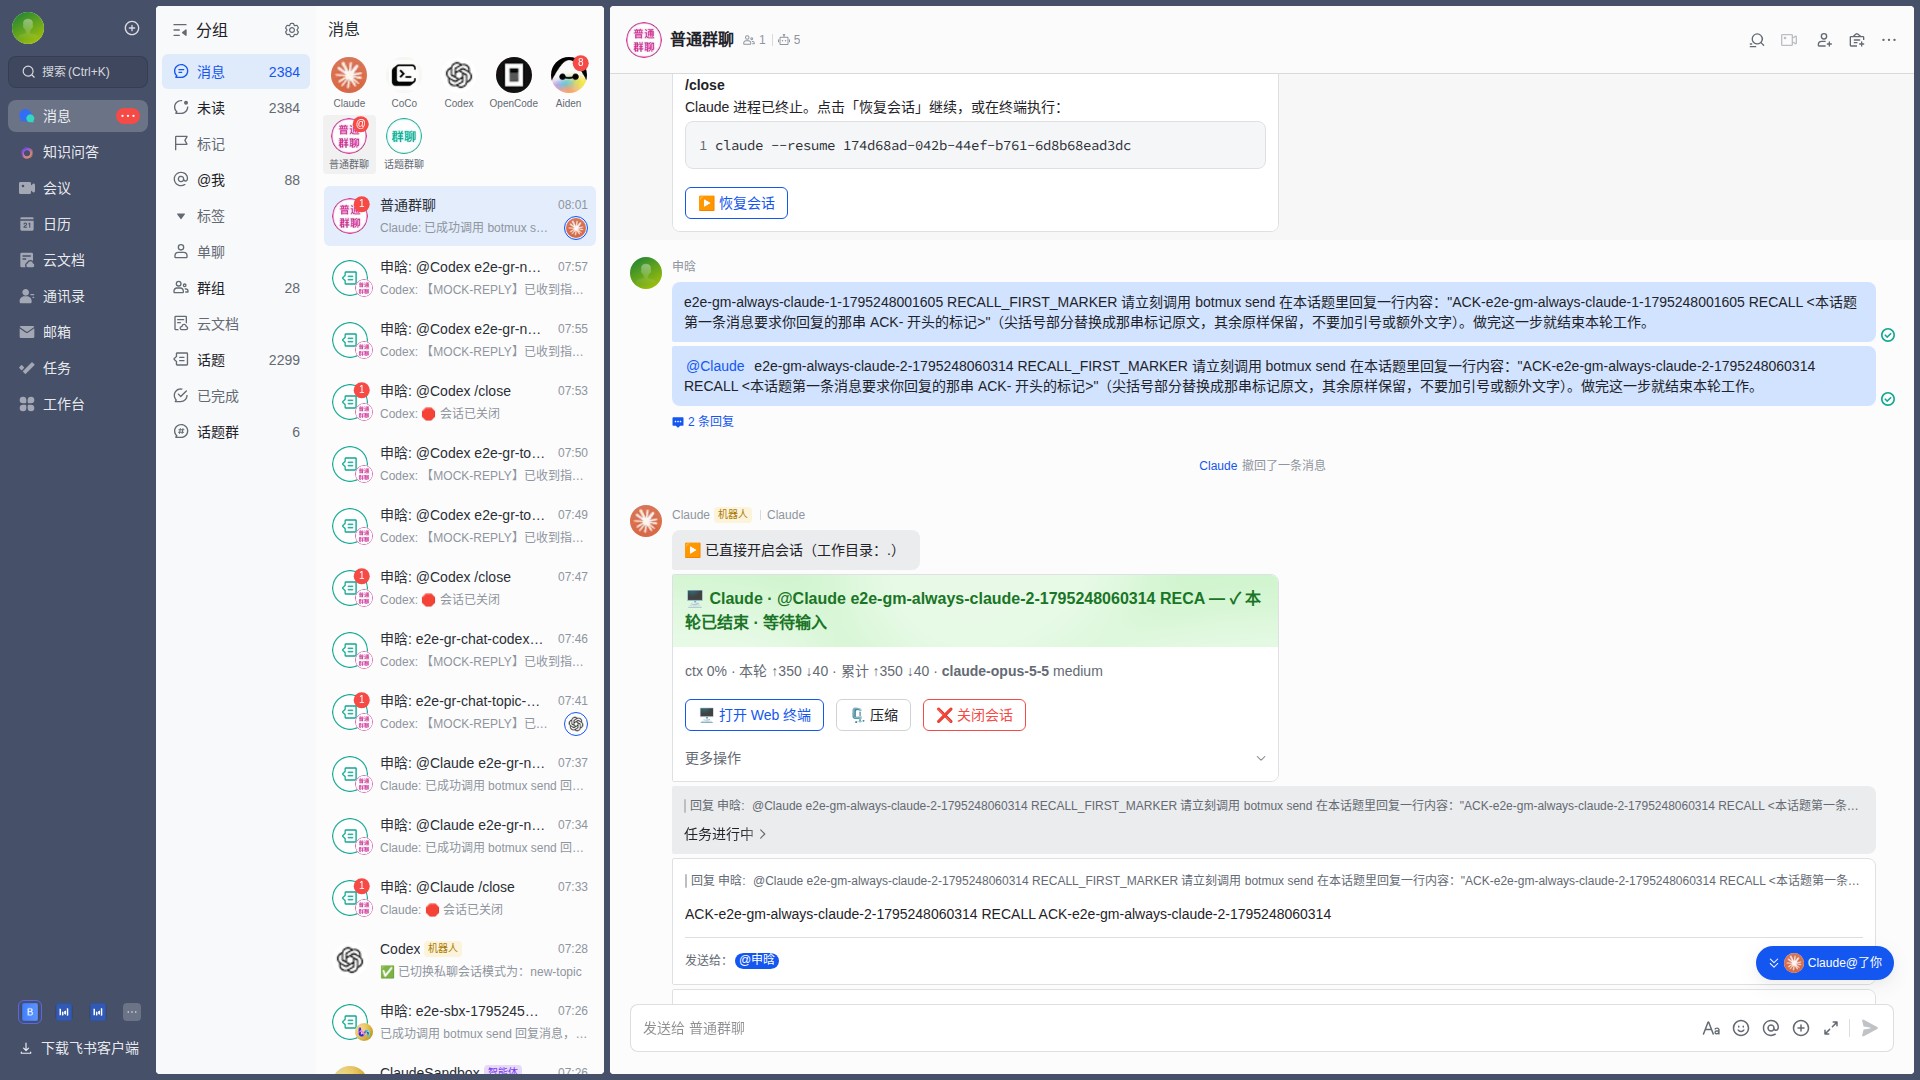 搜索 (Ctrl+K)
消息
知识问答
会议
日历
云文档
通讯录
邮箱
任务
工作台
下载飞书客户端
分组
消息 2384
未读 2384
标记
@我 88
标签
单聊
群组 28
云文档
话题 2299
已完成
话题群 6
消息
Claude
CoCo
Codex
OpenCode
8
Aiden
普通群聊
@
普通群聊
群聊
话题群聊
1
普通群聊 08:01
Claude: 已成功调用 botmux s…
申晗: @Codex e2e-gr-n… 07:57
Codex: 【MOCK-REPLY】已收到指…
申晗: @Codex e2e-gr-n… 07:55
Codex: 【MOCK-REPLY】已收到指…
1
申晗: @Codex /close 07:53
Codex: 🛑 会话已关闭
申晗: @Codex e2e-gr-to… 07:50
Codex: 【MOCK-REPLY】已收到指…
申晗: @Codex e2e-gr-to… 07:49
Codex: 【MOCK-REPLY】已收到指…
1
申晗: @Codex /close 07:47
Codex: 🛑 会话已关闭
申晗: e2e-gr-chat-codex… 07:46
Codex: 【MOCK-REPLY】已收到指…
1
申晗: e2e-gr-chat-topic-… 07:41
Codex: 【MOCK-REPLY】已…
申晗: @Claude e2e-gr-n… 07:37
Claude: 已成功调用 botmux send 回…
申晗: @Claude e2e-gr-n… 07:34
Claude: 已成功调用 botmux send 回…
1
申晗: @Claude /close 07:33
Claude: 🛑 会话已关闭
Codex 机器人 07:28
✅ 已切换私聊会话模式为：new-topic
申晗: e2e-sbx-1795245… 07:26
已成功调用 botmux send 回复消息，…
ClaudeSandbox 智能体 07:26
普通群聊
普通群聊 1 5
/close
Claude 进程已终止。点击「恢复会话」继续，或在终端执行：
1 claude --resume 174d68ad-042b-44ef-b761-6d8b68ead3dc
▶️ 恢复会话
申晗
e2e-gm-always-claude-1-1795248001605 RECALL_FIRST_MARKER 请立刻调用 botmux send 在本话题里回复一行内容："ACK-e2e-gm-always-claude-1-1795248001605 RECALL <本话题
第一条消息要求你回复的那串 ACK- 开头的标记>"（尖括号部分替换成那串标记原文，其余原样保留，不要加引号或额外文字）。做完这一步就结束本轮工作。
@Claude e2e-gm-always-claude-2-1795248060314 RECALL_FIRST_MARKER 请立刻调用 botmux send 在本话题里回复一行内容："ACK-e2e-gm-always-claude-2-1795248060314
RECALL <本话题第一条消息要求你回复的那串 ACK- 开头的标记>"（尖括号部分替换成那串标记原文，其余原样保留，不要加引号或额外文字）。做完这一步就结束本轮工作。
2 条回复
Claude 撤回了一条消息
Claude 机器人 Claude
▶️ 已直接开启会话（工作目录：.）
🖥️ Claude · @Claude e2e-gm-always-claude-2-1795248060314 RECA — ✓ 本
轮已结束 · 等待输入
ctx 0% · 本轮 ↑350 ↓40 · 累计 ↑350 ↓40 · claude-opus-5-5 medium
🖥️ 打开 Web 终端
🗜️ 压缩
❌ 关闭会话
更多操作
回复 申晗: @Claude e2e-gm-always-claude-2-1795248060314 RECALL_FIRST_MARKER 请立刻调用 botmux send 在本话题里回复一行内容："ACK-e2e-gm-always-claude-2-1795248060314 RECALL <本话题第一条…
任务进行中
回复 申晗: @Claude e2e-gm-always-claude-2-1795248060314 RECALL_FIRST_MARKER 请立刻调用 botmux send 在本话题里回复一行内容："ACK-e2e-gm-always-claude-2-1795248060314 RECALL <本话题第一条…
ACK-e2e-gm-always-claude-2-1795248060314 RECALL ACK-e2e-gm-always-claude-2-1795248060314
发送给： @申晗
Claude@了你
发送给 普通群聊